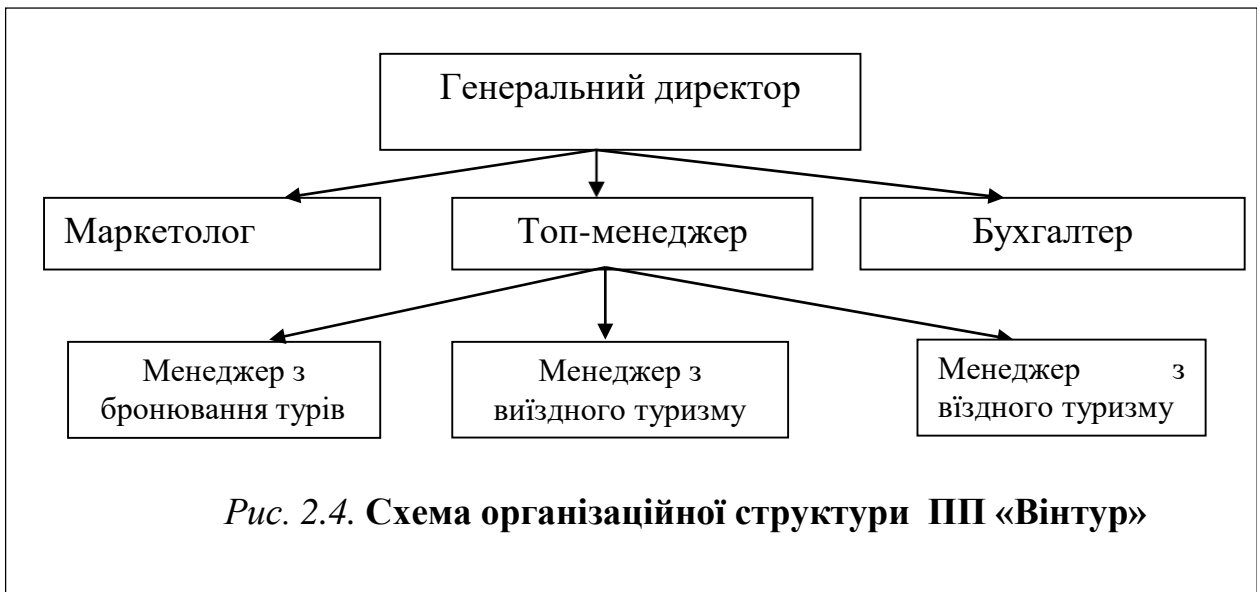 Генеральний директор
Маркетолог
Топ-менеджер
Бухгалтер
Менеджер з
бронювання турів
Менеджер з
виїздного туризму
Менеджер з
вїздного туризму
Рис. 2.4. Схема організаційної структури ПП «Вінтур»